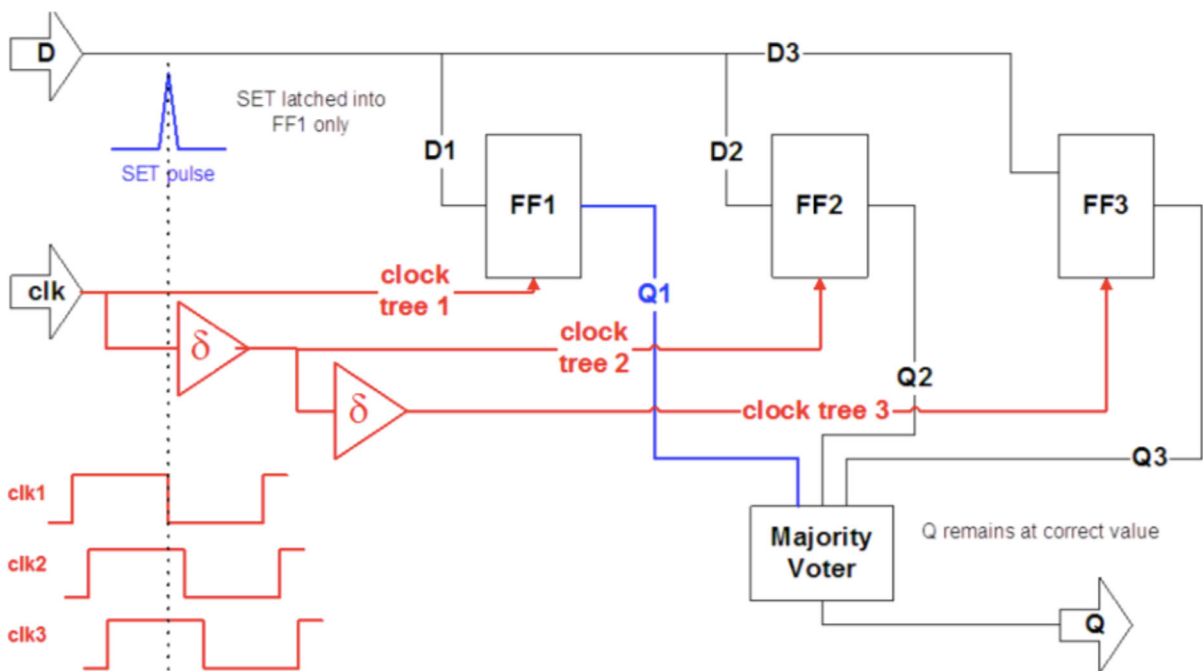 D
D3
SET latched into
FF1 only
D1
FF1
D2
FF2
FF3
SET pulse
clk
clock
tree 1
Q1
δ
clock
tree 2
Q2
δ
clock tree 3
Q3
clk1
clk2
clk3
Majority
Voter
Q remains at correct value
Q